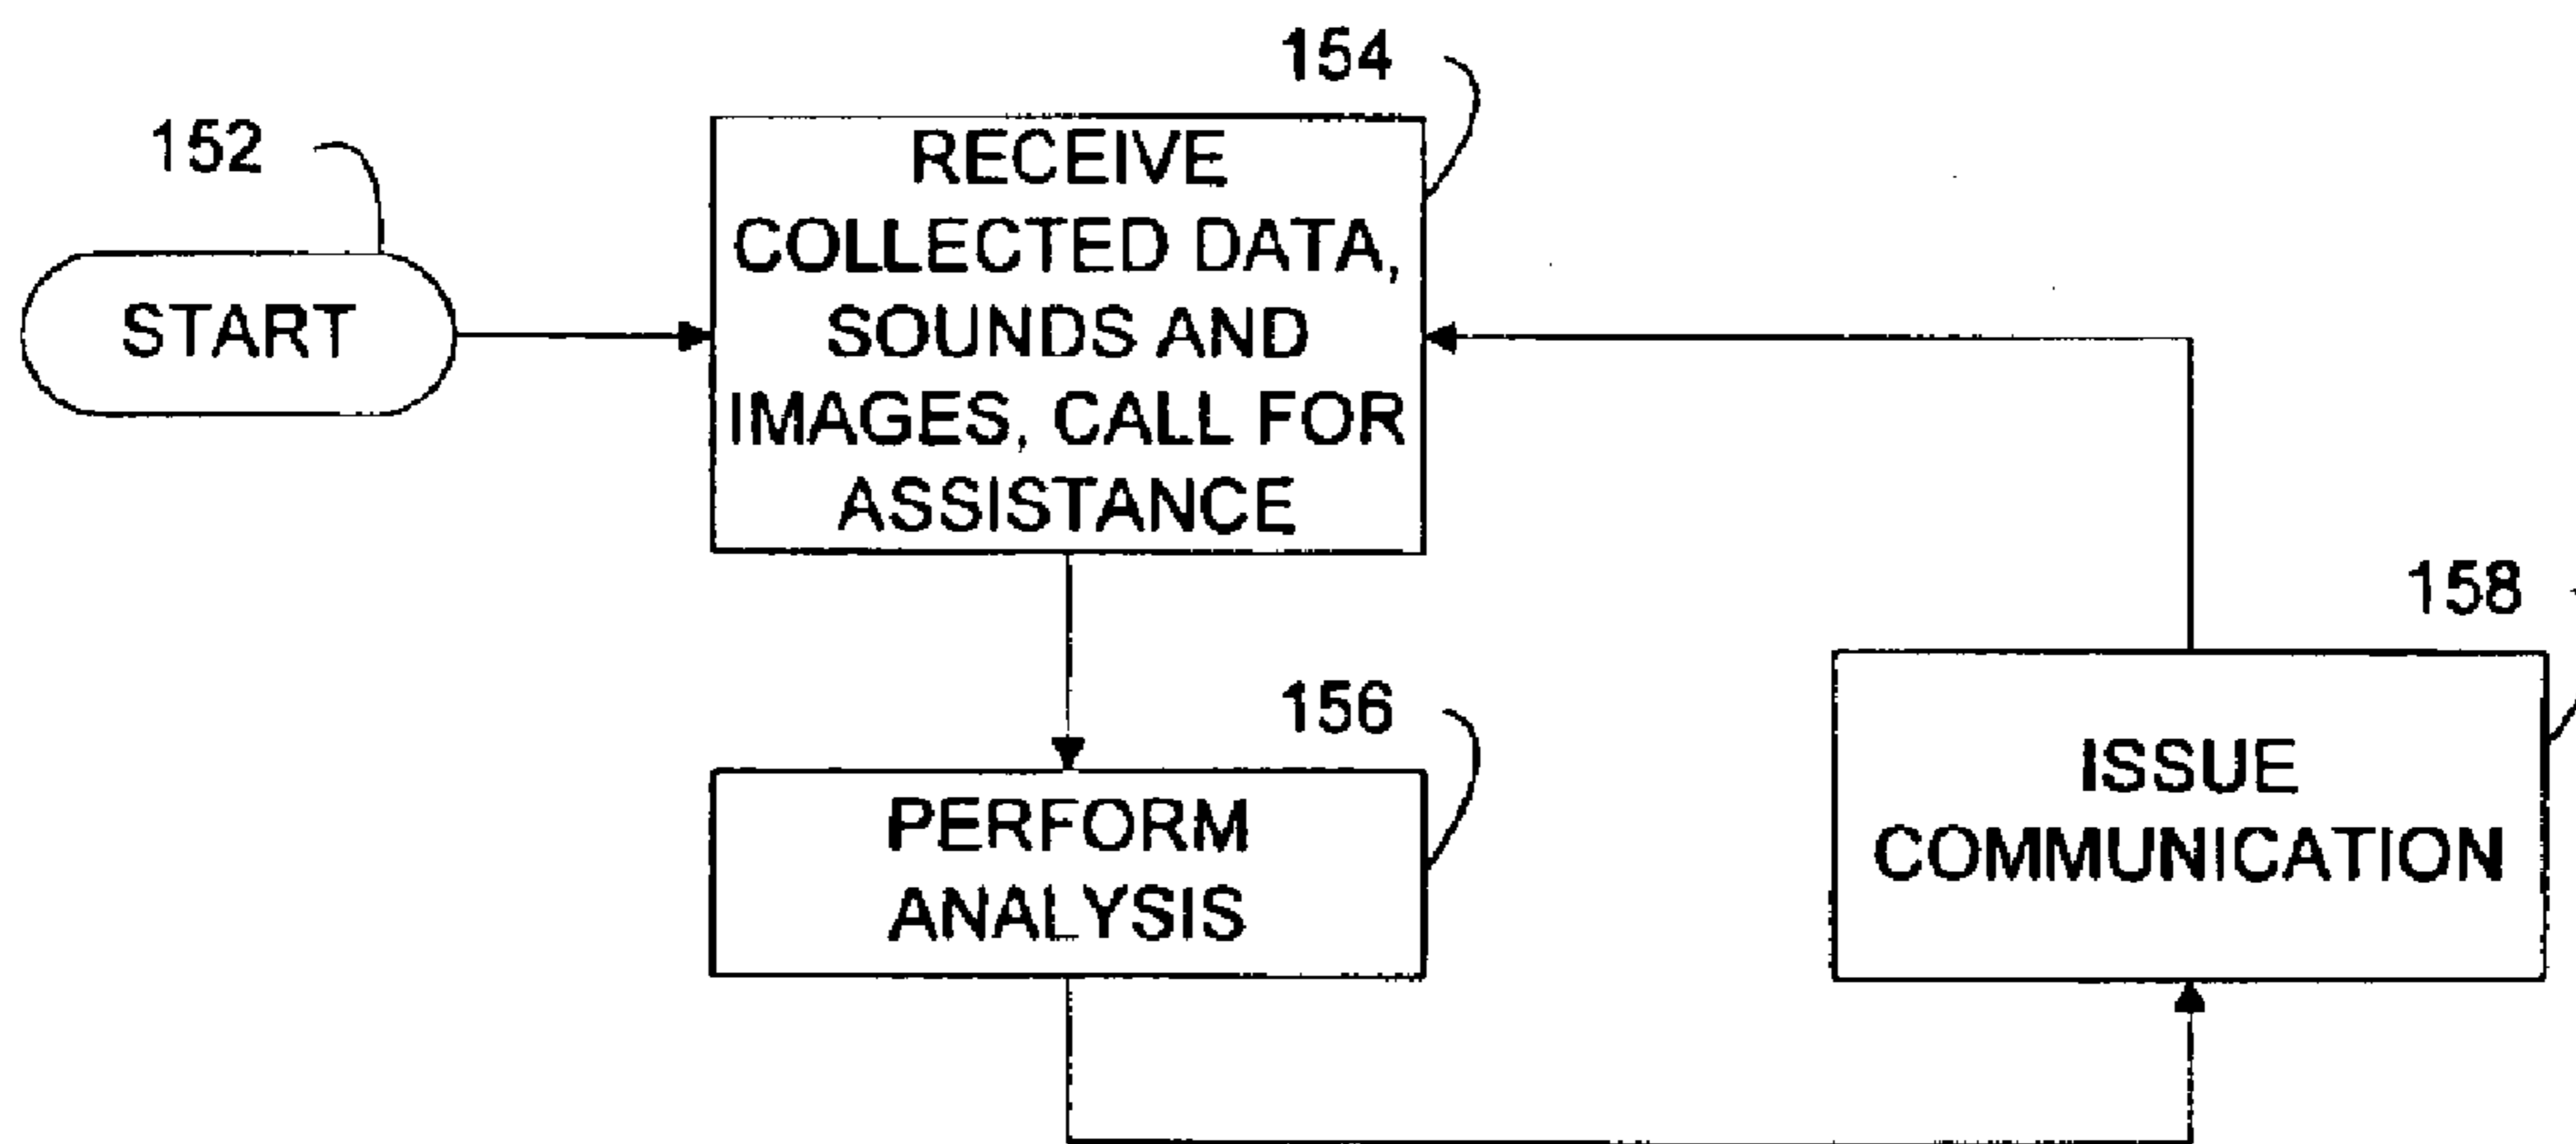 154
152
RECEIVE
COLLECTED DATA,
SOUNDS AND
IMAGES, CALL FOR
ASSISTANCE
START
158
156
PERFORM
ANALYSIS
ISSUE
COMMUNICATION